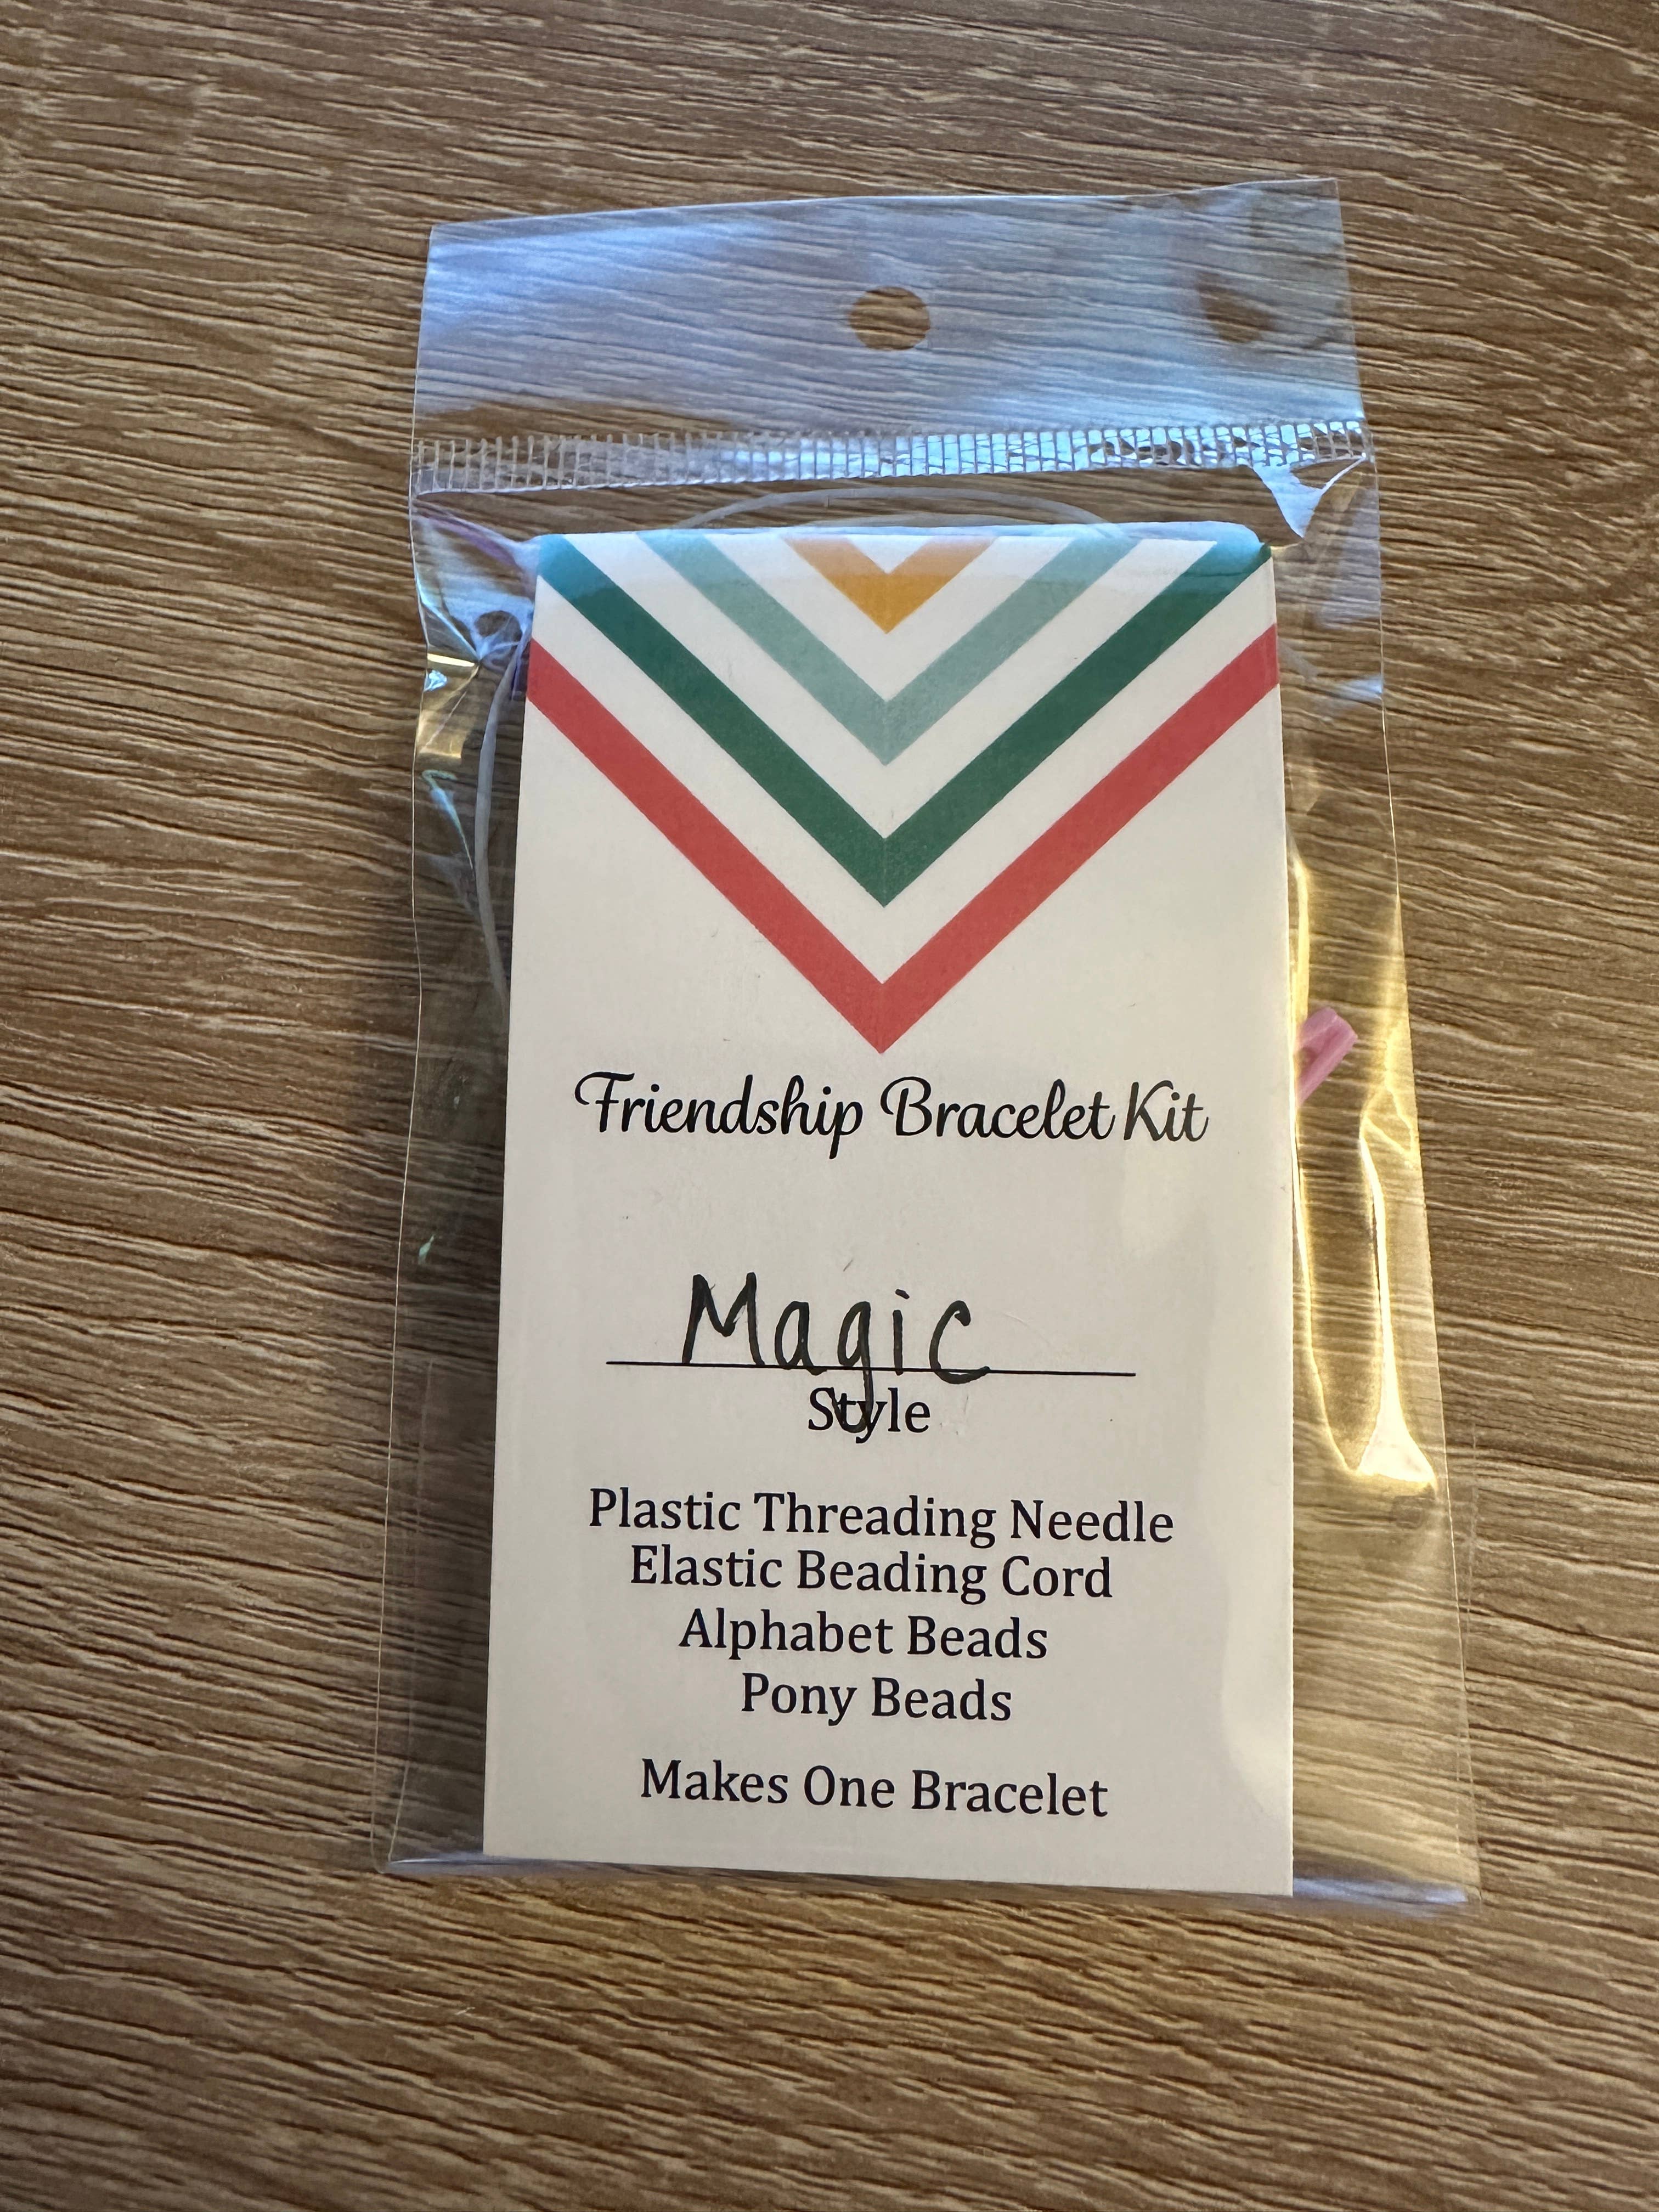 Friendship Bracelet Kit
Magic
Style
Plastic Threading Needle
Elastic Beading Cord
Alphabet Beads
Pony Beads
Makes One Bracelet